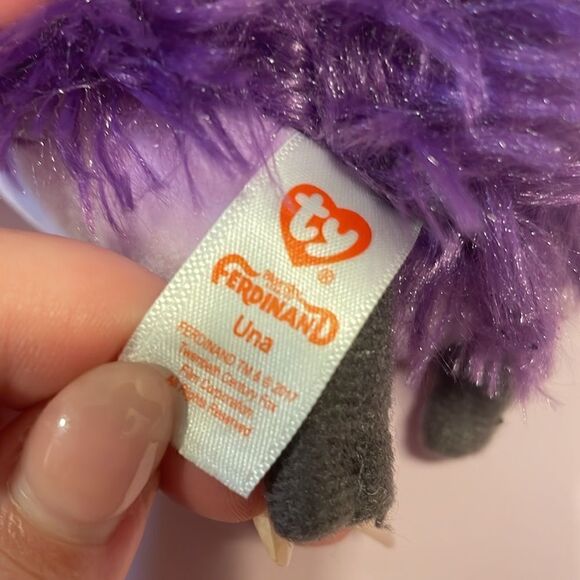 ty®
FERDINAND
Una
FERDINAND TM & © 2017
Twentieth Century Fox
Film Corporation.
All Rights Reserved